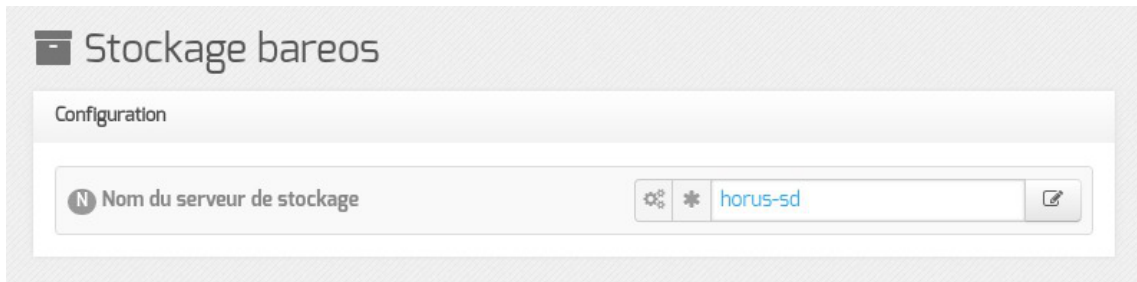 Stockage bareos
Configuration
N Nom du serveur de stockage
horus-sd